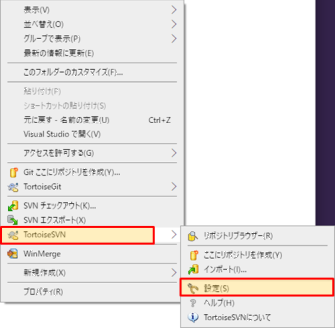 表示(V)
並べ替え(O)
グループで表示(P)
最新の情報に更新(E)
このフォルダーのカスタマイズ(F)...
貼り付け(P)
ショートカットの貼り付け(S)
元に戻す - 名前の変更(U) Ctrl+Z
Visual Studio で開く(V)
アクセスを許可する(G)
Git ここにリポジトリを作成(Y)...
TortoiseGit
SVN チェックアウト(K)...
SVN エクスポート(X)
TortoiseSVN
WinMerge
新規作成(X)
プロパティ(R)
リポジトリブラウザー(R)
ここにリポジトリを作成(Y)
インポート(I)...
設定(S)
ヘルプ(H)
TortoiseSVNについて